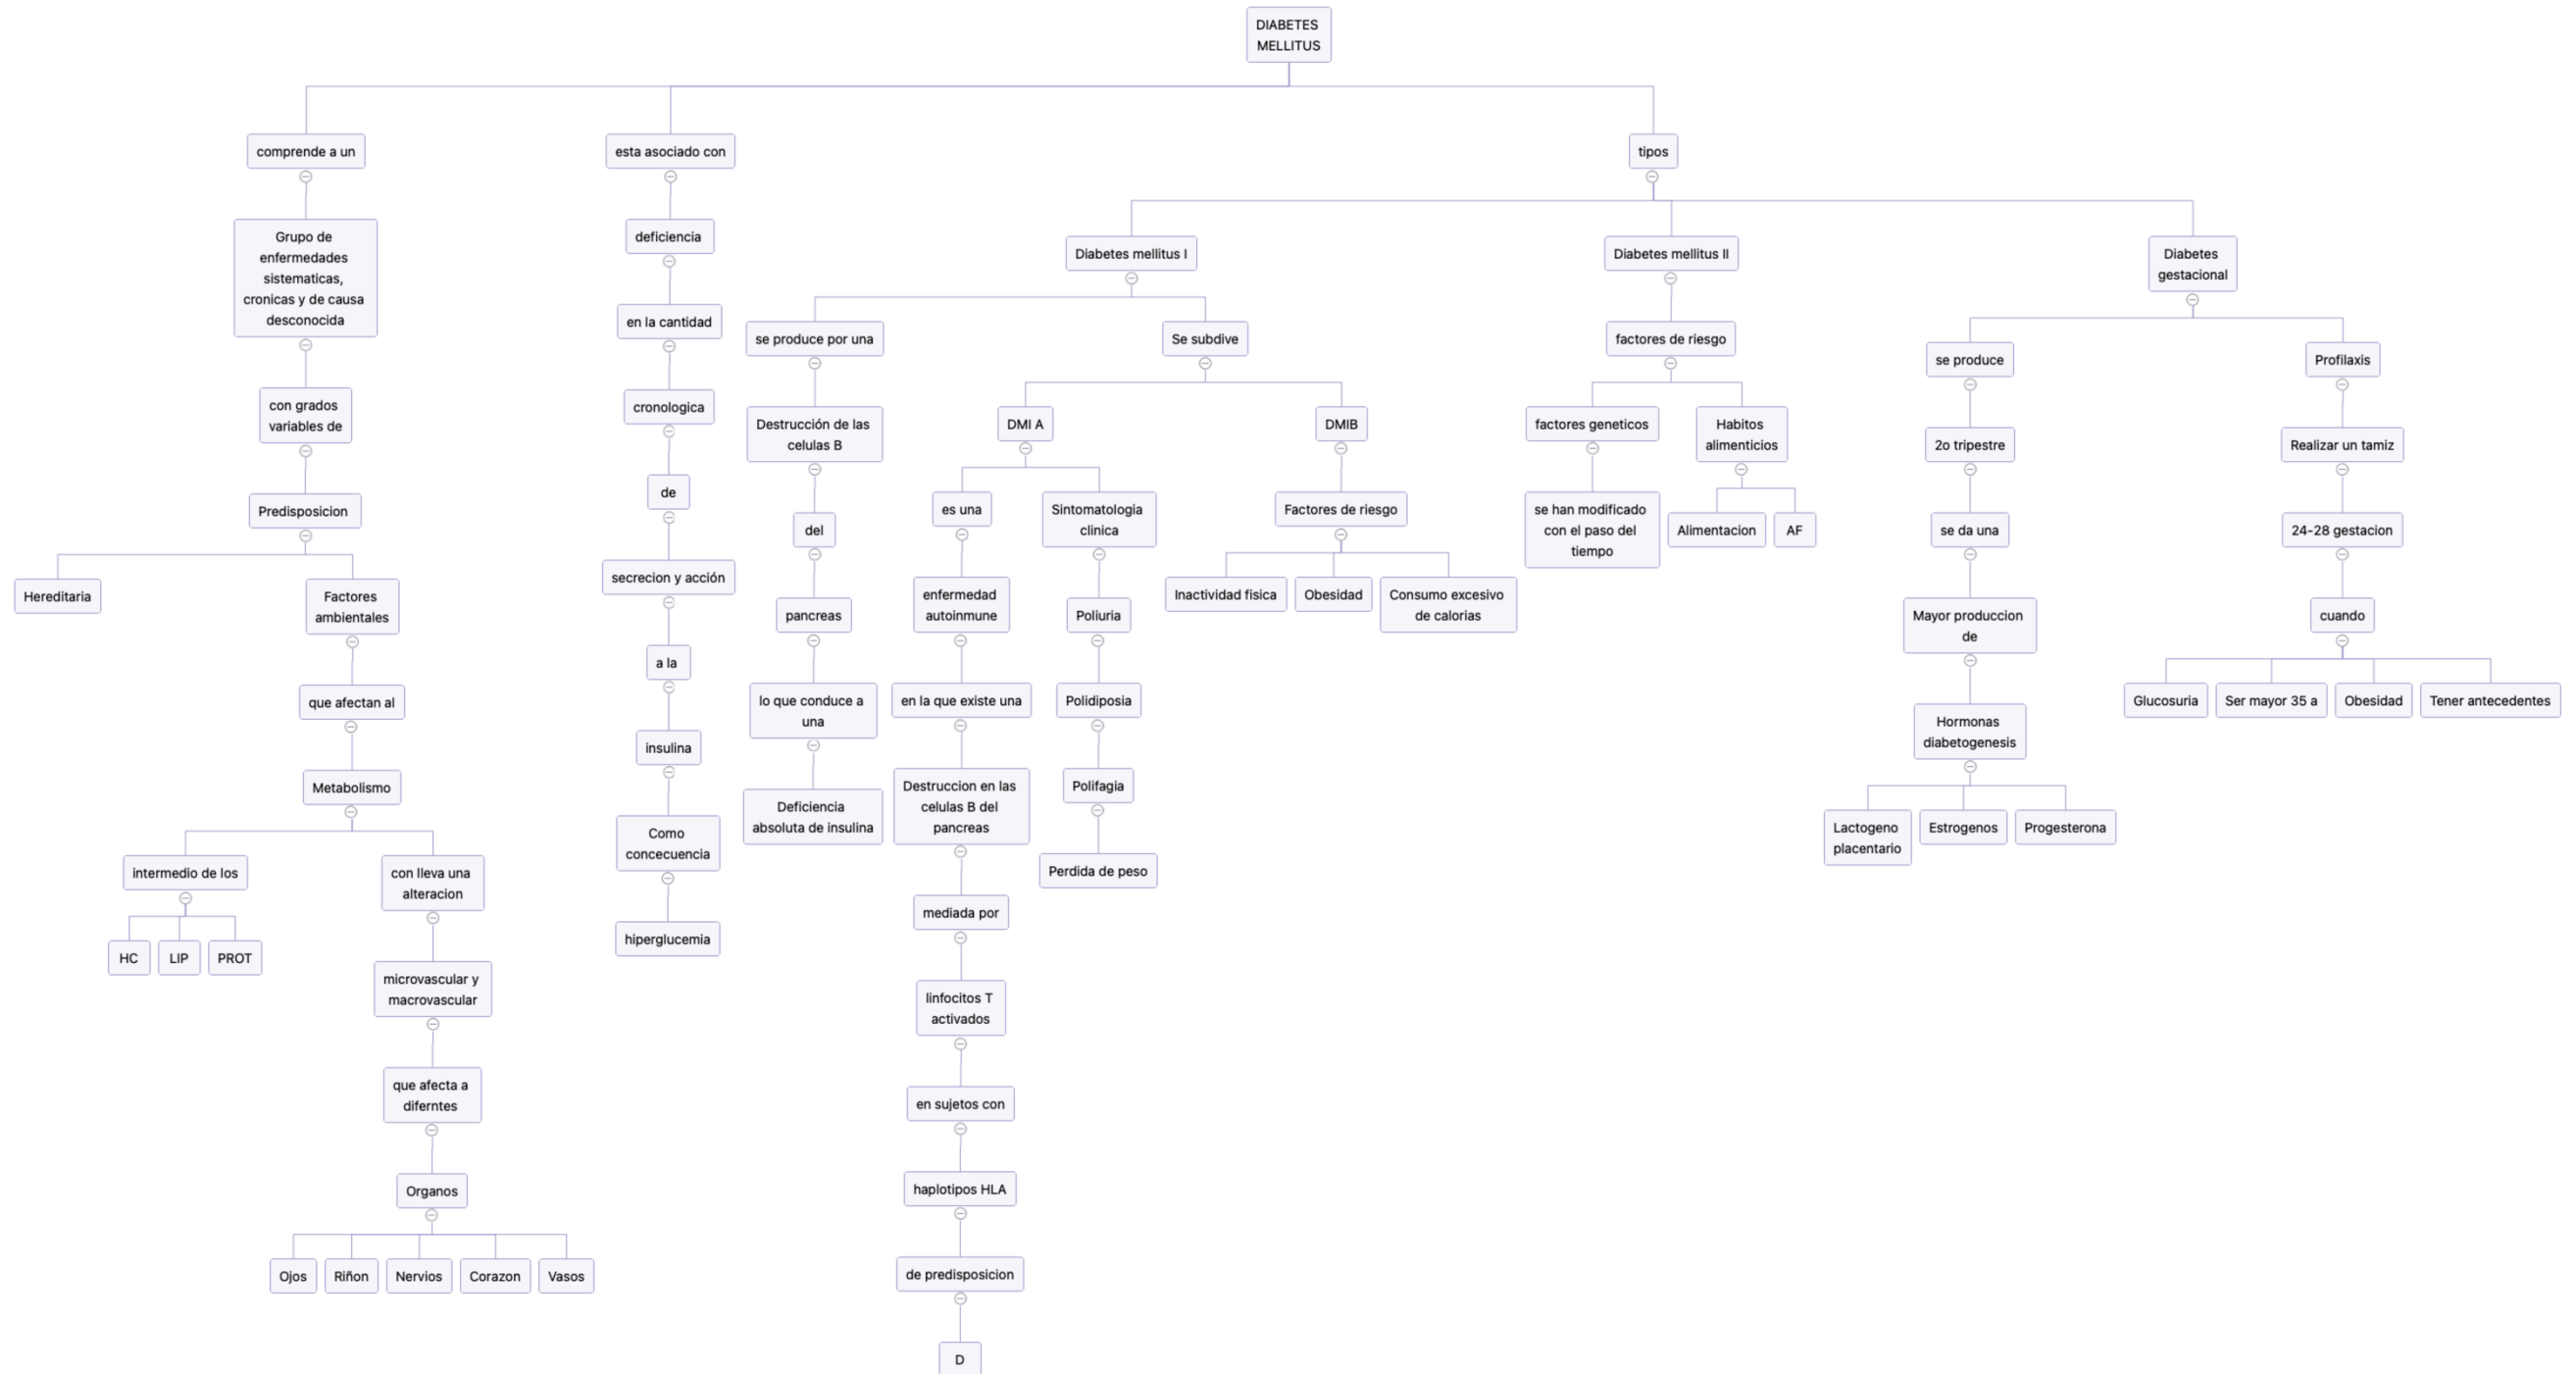 DIABETES
MELLITUS
comprende a un
Grupo de
enfermedades
sistematicas,
cronicas y de causa
desconocida
con grados
variables de
Predisposicion
Hereditaria
Factores
ambientales
que afectan al
Metabolismo
intermedio de los
HC
LIP
PROT
con lleva una
alteracion
microvascular y
macrovascular
que afecta a
diferntes
Organos
Ojos
Riñon
Nervios
Corazon
Vasos
esta asociado con
deficiencia
en la cantidad
cronologica
de
secrecion y acción
a la
insulina
Como
concecuencia
hiperglucemia
tipos
Diabetes mellitus I
se produce por una
Destrucción de las
celulas B
del
pancreas
lo que conduce a
una
Deficiencia
absoluta de insulina
Se subdive
DMI A
es una
enfermedad
autoinmune
en la que existe una
Destruccion en las
celulas B del
pancreas
mediada por
linfocitos T
activados
en sujetos con
haplotipos HLA
de predisposicion
D
Sintomatologia
clinica
Poliuria
Polidiposia
Polifagia
Perdida de peso
DMIB
Factores de riesgo
Inactividad fisica
Obesidad
Consumo excesivo
de calorias
Diabetes mellitus II
factores de riesgo
factores geneticos
se han modificado
con el paso del
tiempo
Habitos
alimenticios
Alimentacion
AF
Diabetes
gestacional
se produce
2o tripestre
se da una
Mayor produccion
de
Hormonas
diabetogenesis
Lactogeno
placentario
Estrogenos
Progesterona
Profilaxis
Realizar un tamiz
24-28 gestacion
cuando
Glucosuria
Ser mayor 35 a
Obesidad
Tener antecedentes